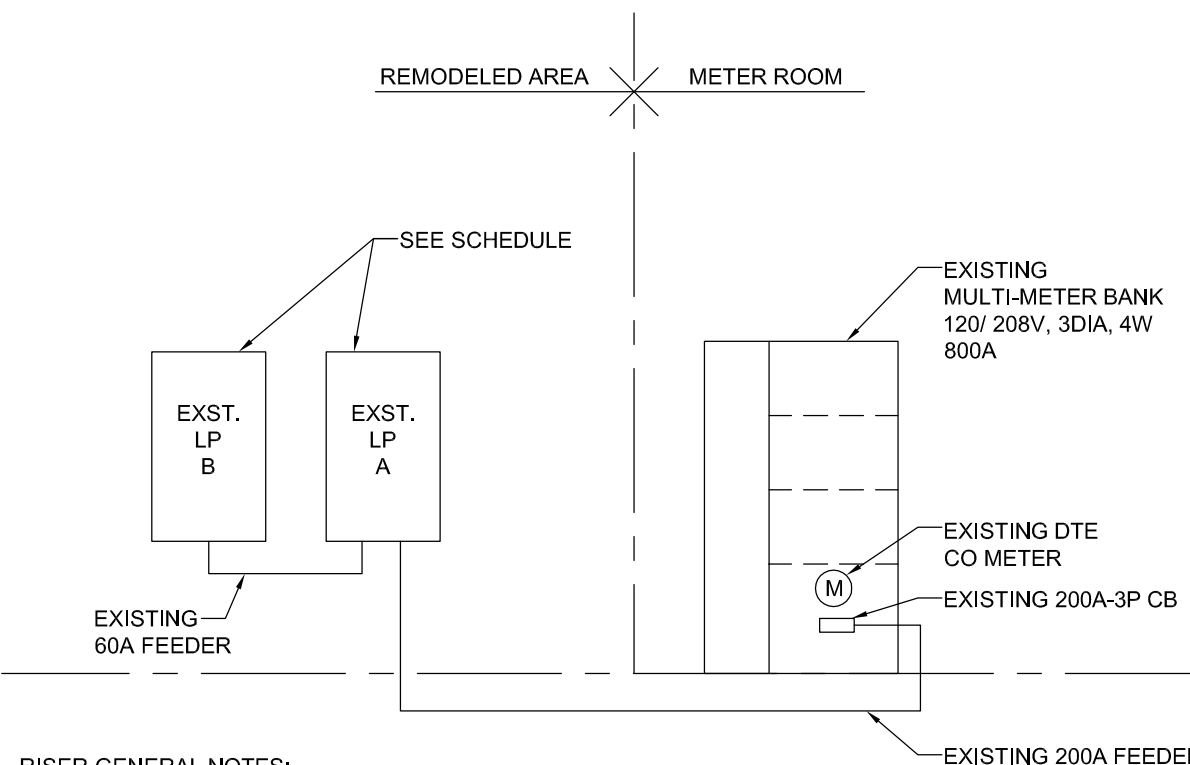 REMODELED AREA
METER ROOM
SEE SCHEDULE
EXISTING
MULTI-METER BANK
120/ 208V, 3DIA, 4W
800A
EXST.
LP
B
EXST.
LP
A
EXISTING DTE
CO METER
M
EXISTING 200A-3P CB
EXISTING
60A FEEDER
RISER GENERAL NOTES:
EXISTING 200A FEEDER